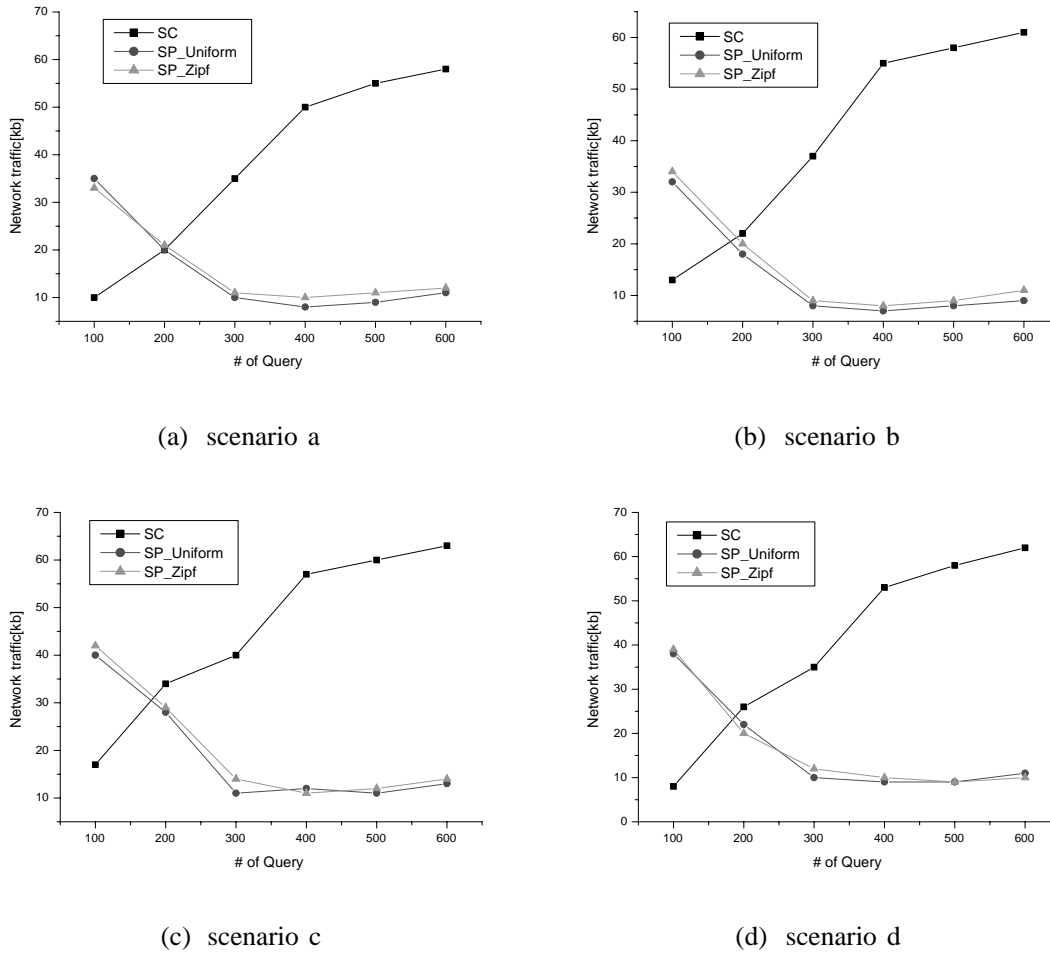 70
60
50
40
30
20
10
Network traffic[kb]
SC
SP_Uniform
SP_Zipf
100 200 300 400 500 600
# of Query
(a) scenario a
60
50
40
30
20
10
Network traffic[kb]
SC
SP_Uniform
SP_Zipf
100 200 300 400 500 600
# of Query
(b) scenario b
70
60
50
40
30
20
10
Network traffic[kb]
SC
SP_Uniform
SP_Zipf
100 200 300 400 500 600
# of Query
(c) scenario c
70
60
50
40
30
20
10
0
Network traffic[kb]
SC
SP_Uniform
SP_Zipf
100 200 300 400 500 600
# of Query
(d) scenario d